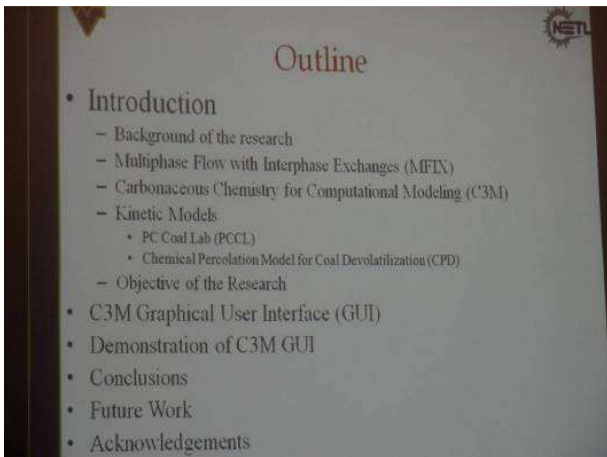 NETL
Outline
• Introduction
– Background of the research
– Multiphase Flow with Interphase Exchanges (MFIX)
– Carbonaceous Chemistry for Computational Modeling (C3M)
– Kinetic Models
• PC Coal Lab (PCCL)
• Chemical Percolation Model for Coal Devolatilization (CPD)
– Objective of the Research
• C3M Graphical User Interface (GUI)
• Demonstration of C3M GUI
• Conclusions
• Future Work
• Acknowledgements